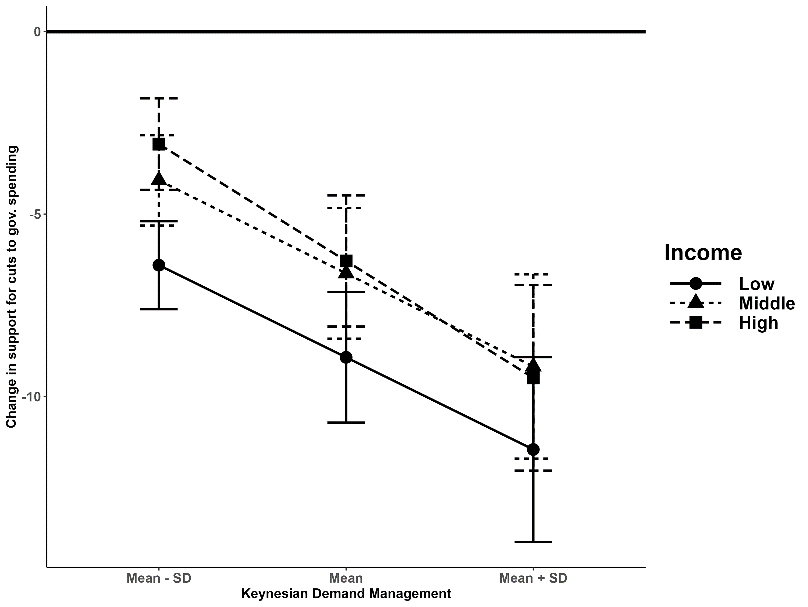 Change in support for cuts to gov. spending
0
-5
-10
Mean - SD
Mean
Mean + SD
Keynesian Demand Management
Income
Low
Middle
High